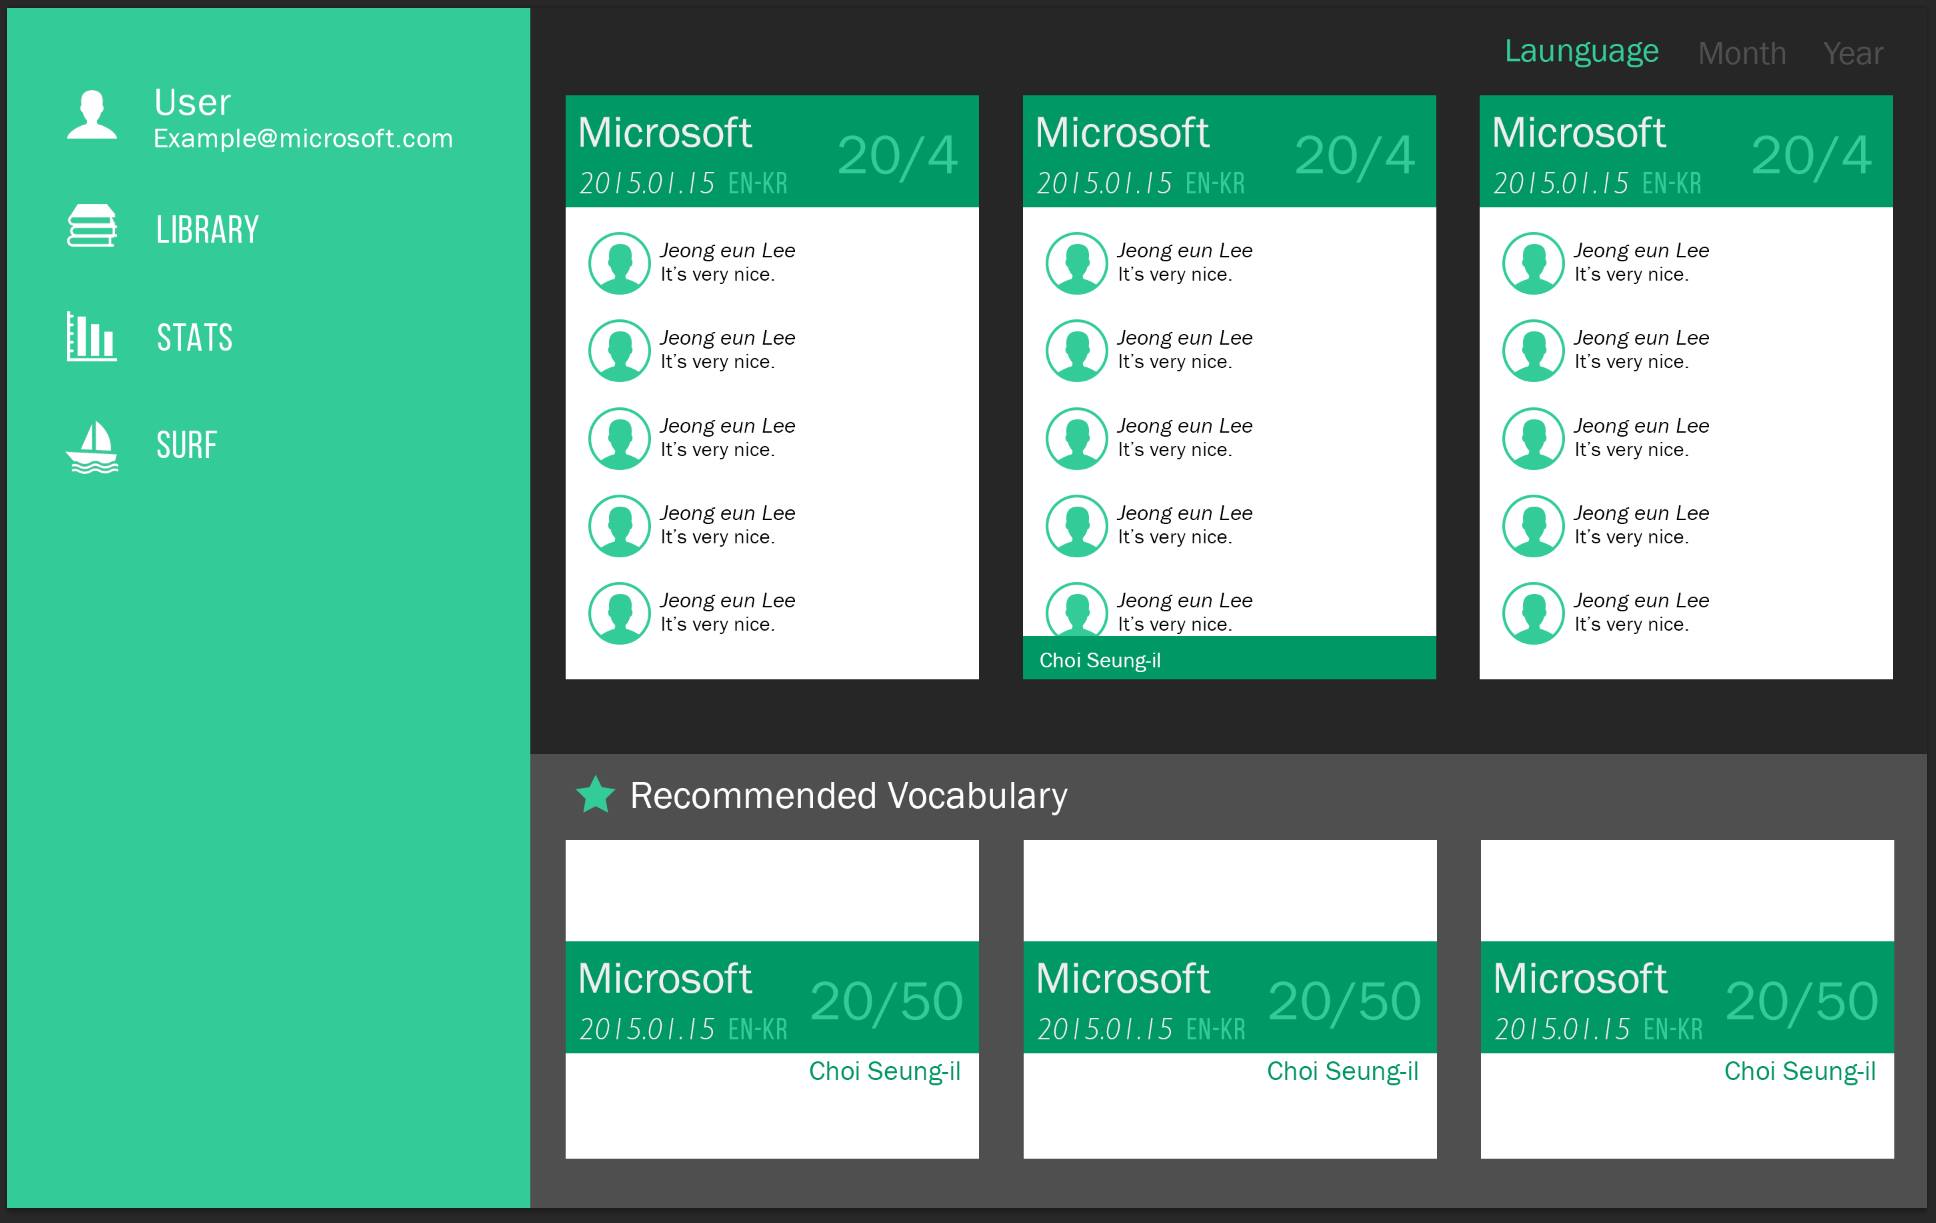 User
Example@microsoft.com
LIBRARY
STATS
SURF
Launguage Month Year
Microsoft
20/4
2015.01.15 EN-KR
Jeong eun Lee
It's very nice.
Jeong eun Lee
It's very nice.
Jeong eun Lee
It's very nice.
Jeong eun Lee
It's very nice.
Jeong eun Lee
It's very nice.
Microsoft
20/4
2015.01.15 EN-KR
Jeong eun Lee
It's very nice.
Jeong eun Lee
It's very nice.
Jeong eun Lee
It's very nice.
Jeong eun Lee
It's very nice.
Jeong eun Lee
It's very nice.
Choi Seung-il
Microsoft
20/4
2015.01.15 EN-KR
Jeong eun Lee
It's very nice.
Jeong eun Lee
It's very nice.
Jeong eun Lee
It's very nice.
Jeong eun Lee
It's very nice.
Jeong eun Lee
It's very nice.
Recommended Vocabulary
Microsoft
20/50
2015.01.15 EN-KR
Choi Seung-il
Microsoft
20/50
2015.01.15 EN-KR
Choi Seung-il
Microsoft
20/50
2015.01.15 EN-KR
Choi Seung-il